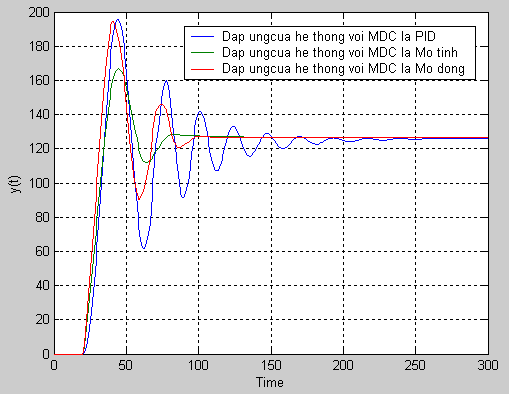 200
180
160
140
120
100
80
60
40
20
0
y(t)
Dap ungcua he thong voi MDC la PID
Dap ungcua he thong voi MDC la Mo tinh
Dap ungcua he thong voi MDC la Mo dong
0 50 100 150 200 250 300
Time